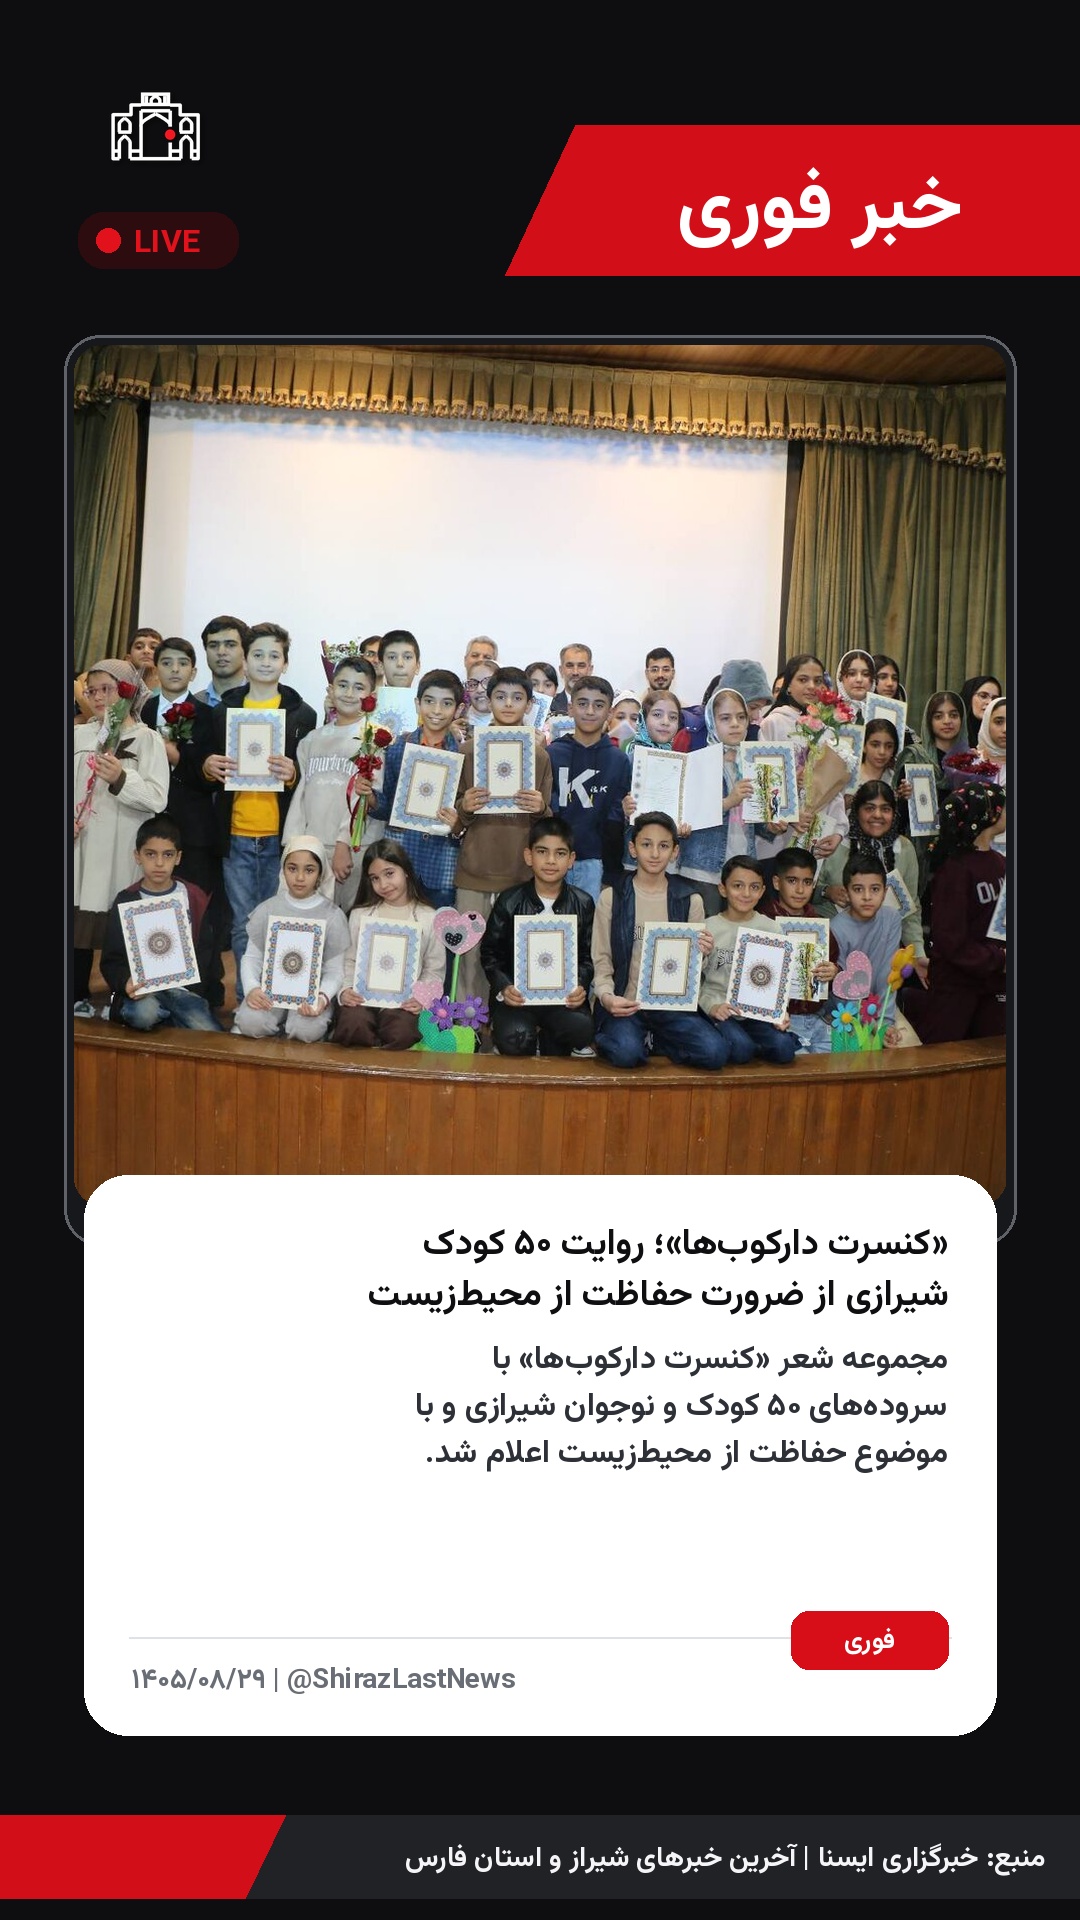 LIVE
خبر فوری
«کنسرت دارکوب‌ها»؛ روایت ۵۰ کودک
شیرازی از ضرورت حفاظت از محیط‌زیست
مجموعه شعر «کنسرت دارکوب‌ها» با
سروده‌های ۵۰ کودک و نوجوان شیرازی و با
موضوع حفاظت از محیط‌زیست اعلام شد.
فوری
۱۴۰۵/۰۸/۲۹ | @ShirazLastNews
منبع: خبرگزاری ایسنا | آخرین خبرهای شیراز و استان فارس